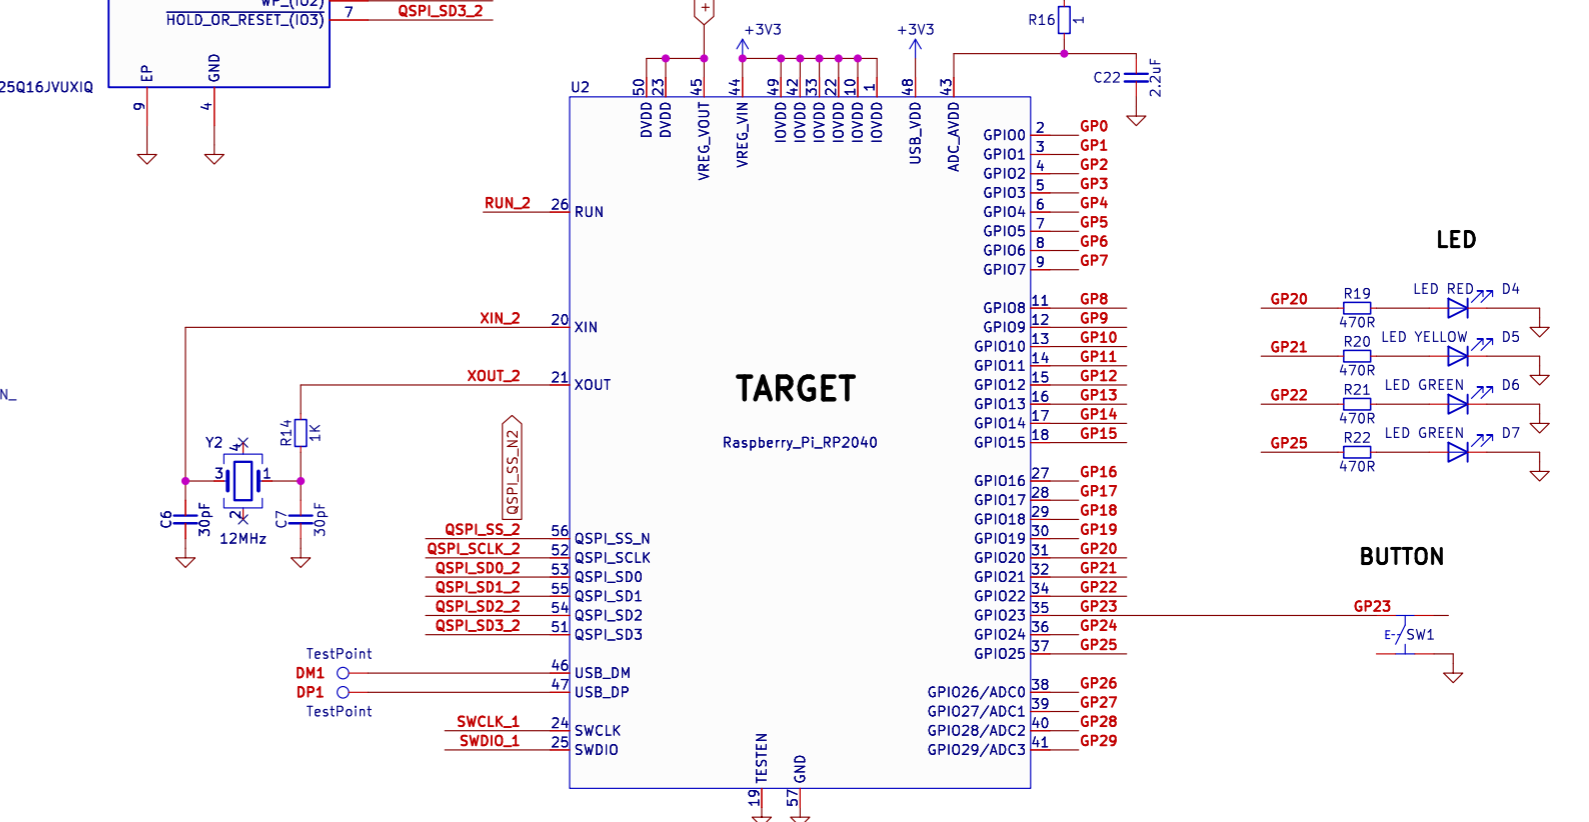 WP_(IO2)
HOLD_OR_RESET_(IO3)
7
QSPI_SD3_2
EP
GND
9
4
25Q16JVUXIQ
+
+3V3
+3V3
R16
1
C22
2.2uF
U2
50
23
45
44
49
42
33
22
10
1
48
43
DVDD
DVDD
VREG_VOUT
VREG_VIN
IOVDD
IOVDD
IOVDD
IOVDD
IOVDD
IOVDD
USB_VDD
ADC_AVDD
GPIO0 2 GP0
GPIO1 3 GP1
GPIO2 4 GP2
GPIO3 5 GP3
GPIO4 6 GP4
GPIO5 7 GP5
GPIO6 8 GP6
GPIO7 9 GP7
GPIO8 11 GP8
GPIO9 12 GP9
GPIO10 13 GP10
GPIO11 14 GP11
GPIO12 15 GP12
GPIO13 16 GP13
GPIO14 17 GP14
GPIO15 18 GP15
GPIO16 27 GP16
GPIO17 28 GP17
GPIO18 29 GP18
GPIO19 30 GP19
GPIO20 31 GP20
GPIO21 32 GP21
GPIO22 34 GP22
GPIO23 35 GP23
GPIO24 36 GP24
GPIO25 37 GP25
GPIO26/ADC0 38 GP26
GPIO27/ADC1 39 GP27
GPIO28/ADC2 40 GP28
GPIO29/ADC3 41 GP29
RUN_2 26 RUN
XIN_2 20 XIN
XOUT_2 21 XOUT
TARGET
Raspberry_Pi_RP2040
N_
R14
1K
Y2
4
3
1
2
12MHz
C6
30pF
C7
30pF
QSPI_SS_N2
QSPI_SS_2 56 QSPI_SS_N
QSPI_SCLK_2 52 QSPI_SCLK
QSPI_SD0_2 53 QSPI_SD0
QSPI_SD1_2 55 QSPI_SD1
QSPI_SD2_2 54 QSPI_SD2
QSPI_SD3_2 51 QSPI_SD3
TestPoint
DM1 46 USB_DM
DP1 47 USB_DP
TestPoint
SWCLK_1 24 SWCLK
SWDIO_1 25 SWDIO
TESTEN
GND
19
57
LED
GP20 R19 470R LED RED D4
GP21 R20 470R LED YELLOW D5
GP22 R21 470R LED GREEN D6
GP25 R22 470R LED GREEN D7
BUTTON
GP23
SW1